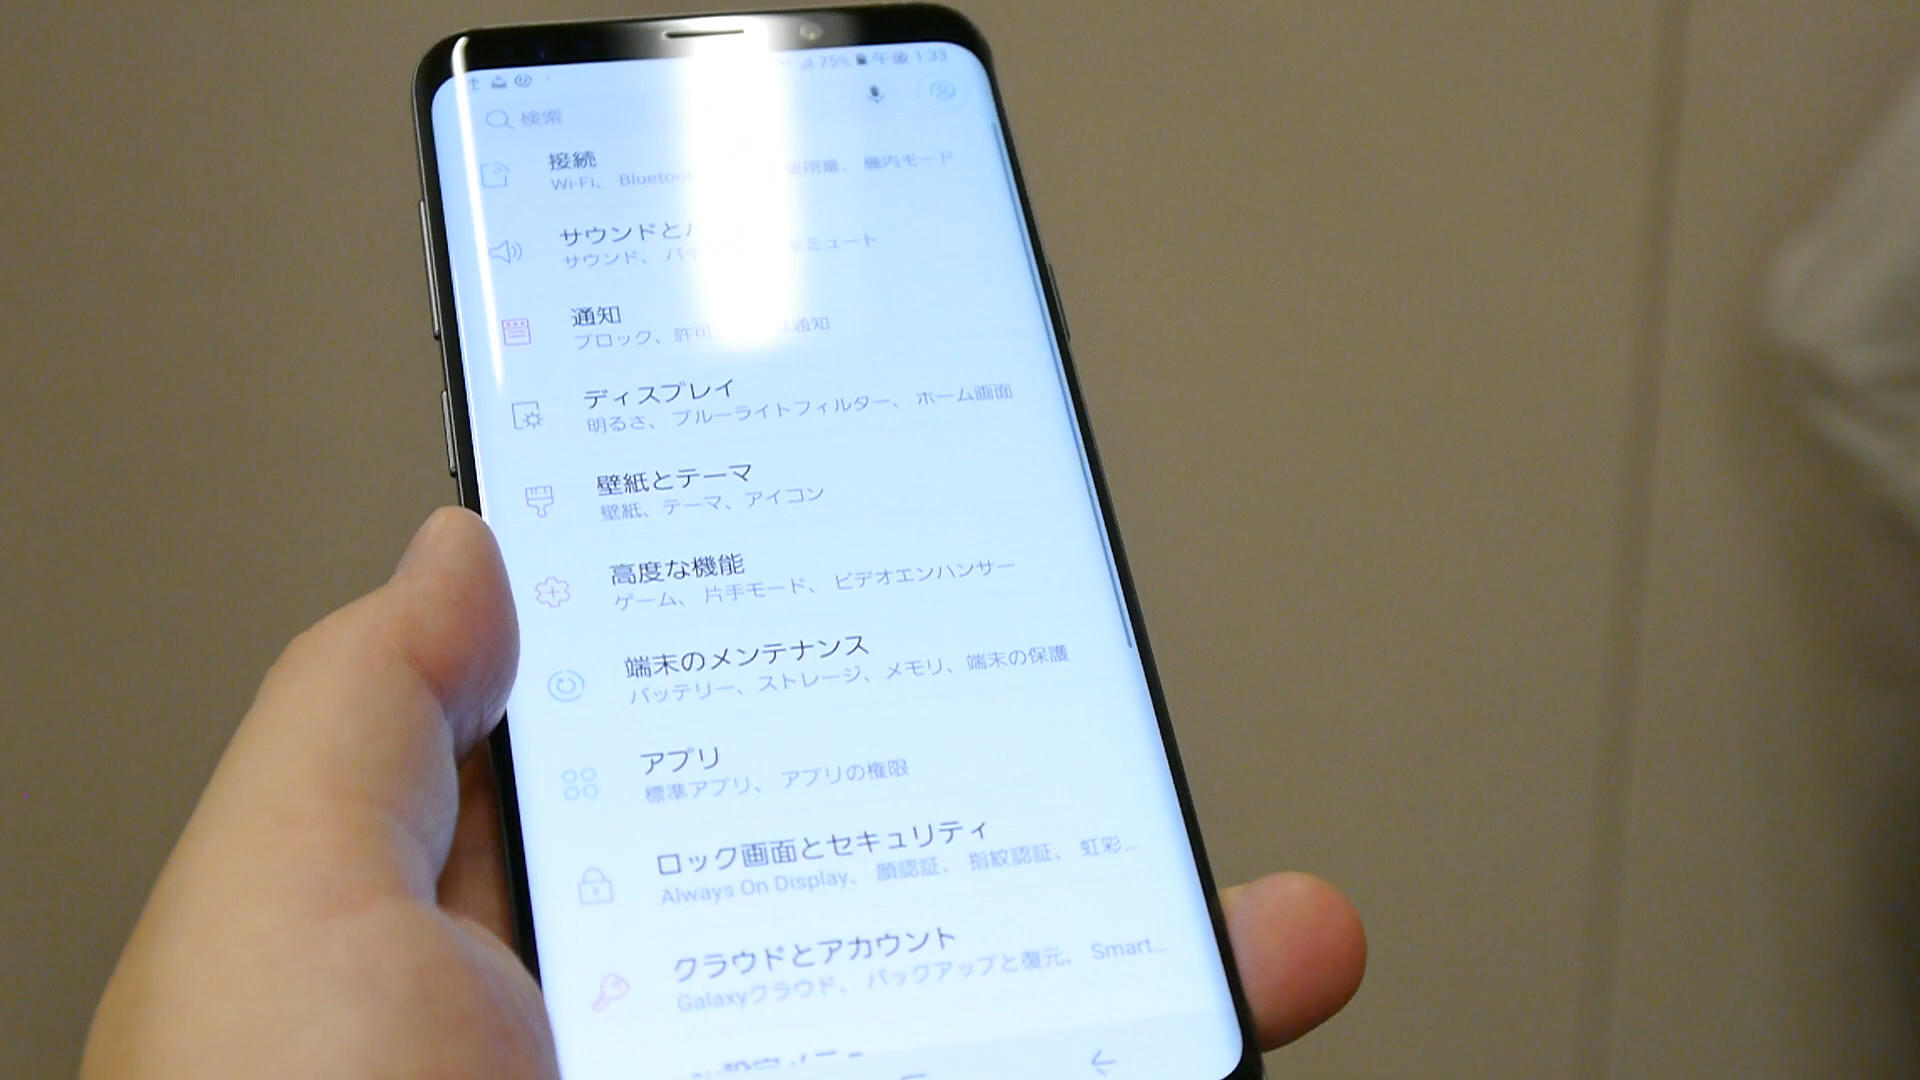 75% 午後 1:33
検索
接続
Wi-Fi、 使用量、 機内モード
サウンドと
サウンド、 ミュート
通知
ブロック、
ディスプレイ
明るさ、 ブルーライトフィルター、 ホーム画面
壁紙とテーマ
壁紙、テーマ、アイコン
高度な機能
ゲーム、 片手モード、 ビデオエンハンサー
端末のメンテナンス
バッテリー、ストレージ、メモリ、端末の保護
アプリ
標準アプリ、 アプリの権限
ロック画面とセキュリティ
Always On Display、 顔認証、 指紋認証、 虹彩...
クラウドとアカウント
Galaxyクラウド、 バックアップと復元、 Smart...